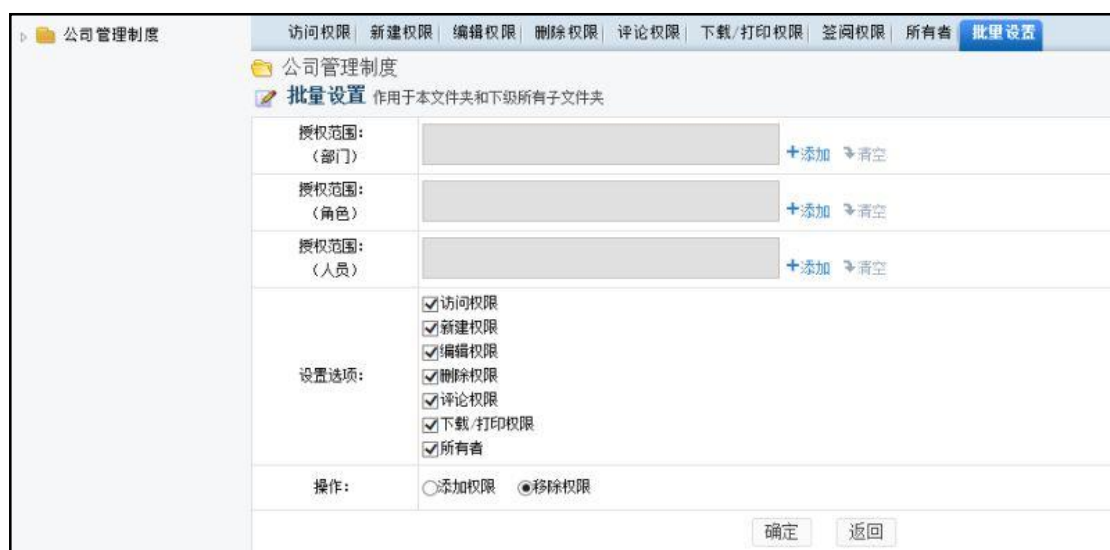 公司管理制度
访问权限 新建权限 编辑权限 删除权限 评论权限 下载/打印权限 签阅权限 所有者 批量设置
公司管理制度
批量设置 作用于本文件夹和下级所有子文件夹
授权范围：
（部门）
+添加 清空
授权范围：
（角色）
+添加 清空
授权范围：
（人员）
+添加 清空
设置选项：
访问权限
新建权限
编辑权限
删除权限
评论权限
下载/打印权限
所有者
操作： 添加权限 移除权限
确定 返回